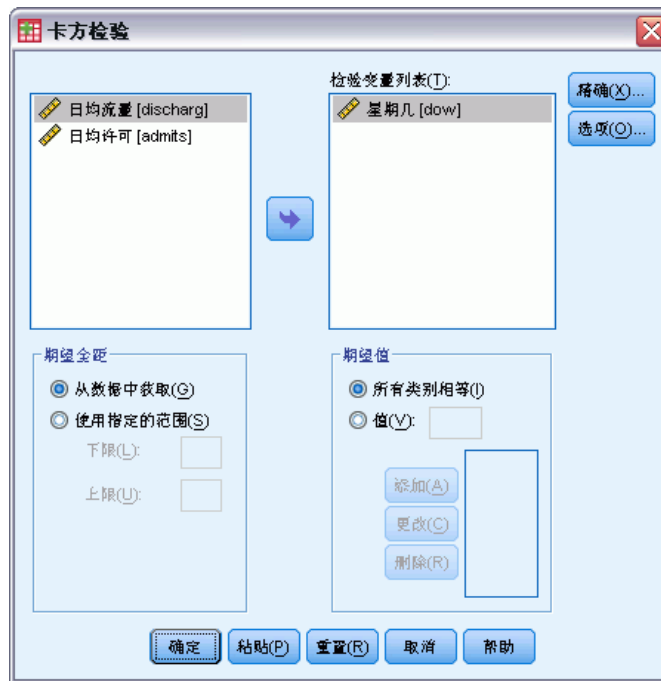 卡方检验
检验变量列表(T):
日均流量 [discharg]
日均许可 [admits]
星期几 [dow]
精确(X)...
选项(O)...
期望全距
从数据中获取(G)
使用指定的范围(S)
下限(L):
上限(U):
期望值
所有类别相等(I)
值(V):
添加(A)
更改(C)
删除(R)
确定
粘贴(P)
重置(R)
取消
帮助